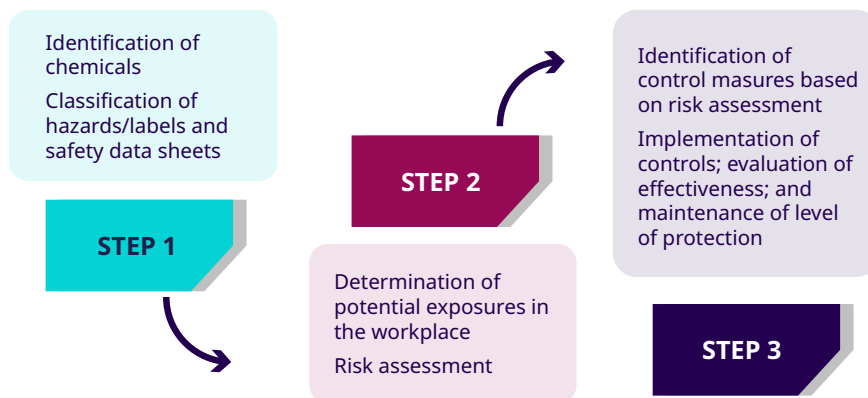 Identification of
chemicals
Classification of
hazards/labels and
safety data sheets
STEP 1
STEP 2
Determination of
potential exposures in
the workplace
Risk assessment
Identification of
control masures based
on risk assessment
Implementation of
controls; evaluation of
effectiveness; and
maintenance of level
of protection
STEP 3